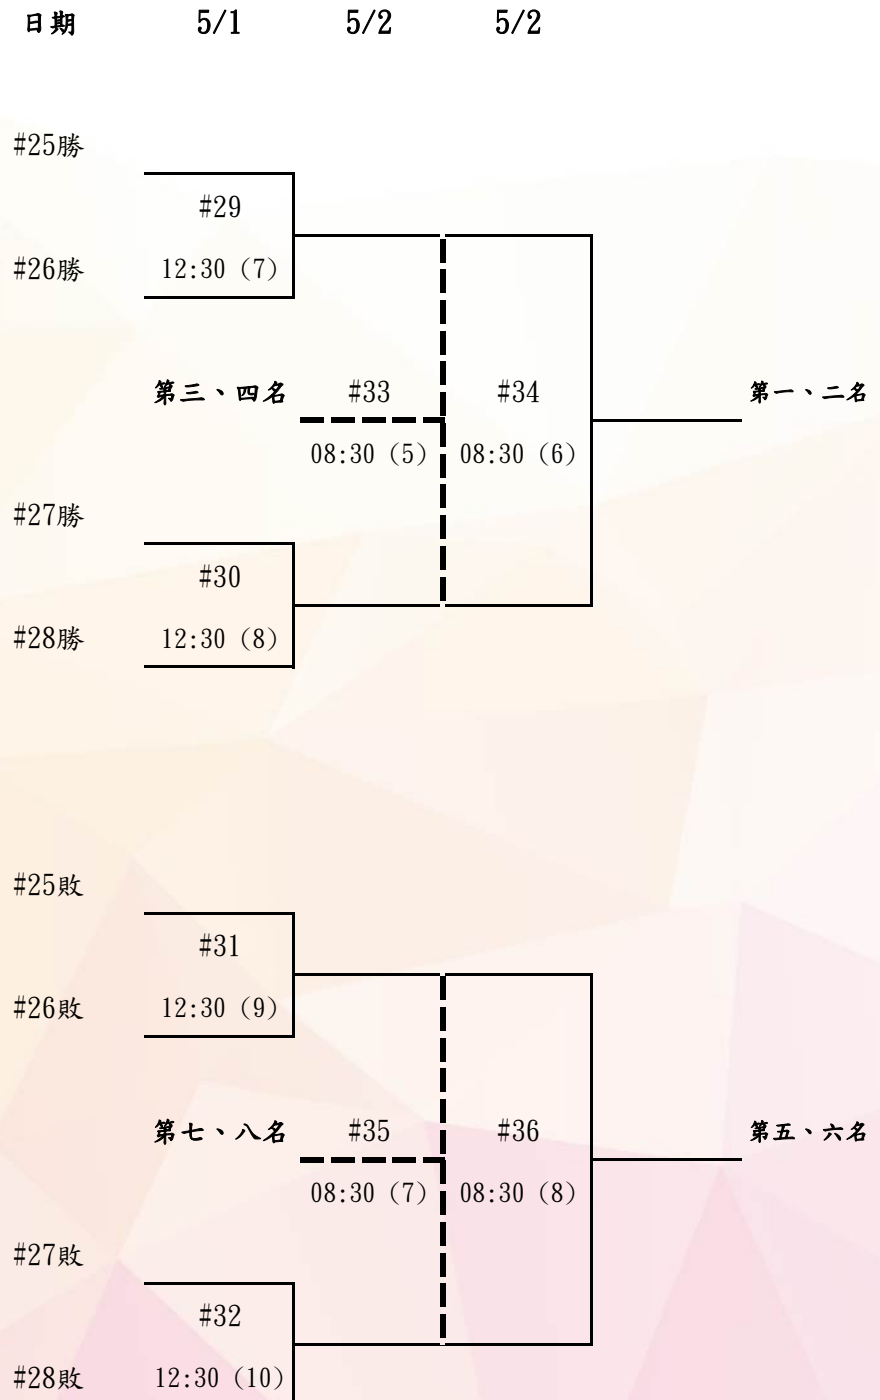 日期 5/1 5/2 5/2
#25勝
#29
#26勝 12:30 (7)
第三、四名 #33 #34 第一、二名
08:30 (5) 08:30 (6)
#27勝
#30
#28勝 12:30 (8)
#25敗
#31
#26敗 12:30 (9)
第七、八名 #35 #36 第五、六名
08:30 (7) 08:30 (8)
#27敗
#32
#28敗 12:30 (10)